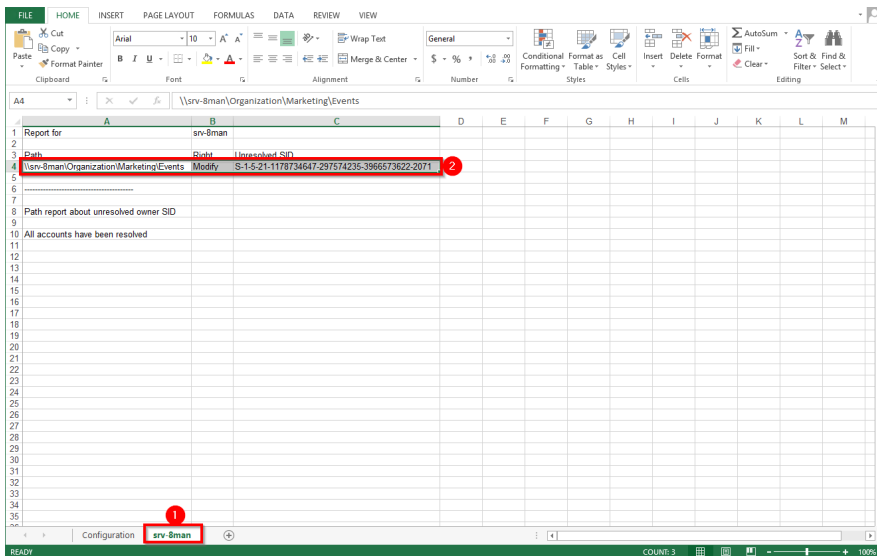 FILE HOME INSERT PAGE LAYOUT FORMULAS DATA REVIEW VIEW
Cut
Copy
Format Painter
Paste
Clipboard
Arial 10 A A
B I U A
Font
Wrap Text
Merge & Center
Alignment
General
$ % ,
Number
Conditional Formatting
Format as Table
Cell Styles
Styles
Insert Delete Format
Cells
AutoSum
Fill
Clear
Sort & Filter
Find & Select
Editing
A4 fx \\srv-8man\Organization\Marketing\Events
A B C D E F G H I J K L M
1 Report for srv-8man
2
3 Path Right Unresolved SID
4 \\srv-8man\Organization\Marketing\Events Modify S-1-5-21-1178734647-297574235-3966573622-2071 2
5
6 ----------------------------------------
7
8 Path report about unresolved owner SID
9
10 All accounts have been resolved
11
12
13
14
15
16
17
18
19
20
21
22
23
24
25
26
27
28
29
30
31
32
33
34
35
1
Configuration srv-8man
READY COUNT: 3 100%